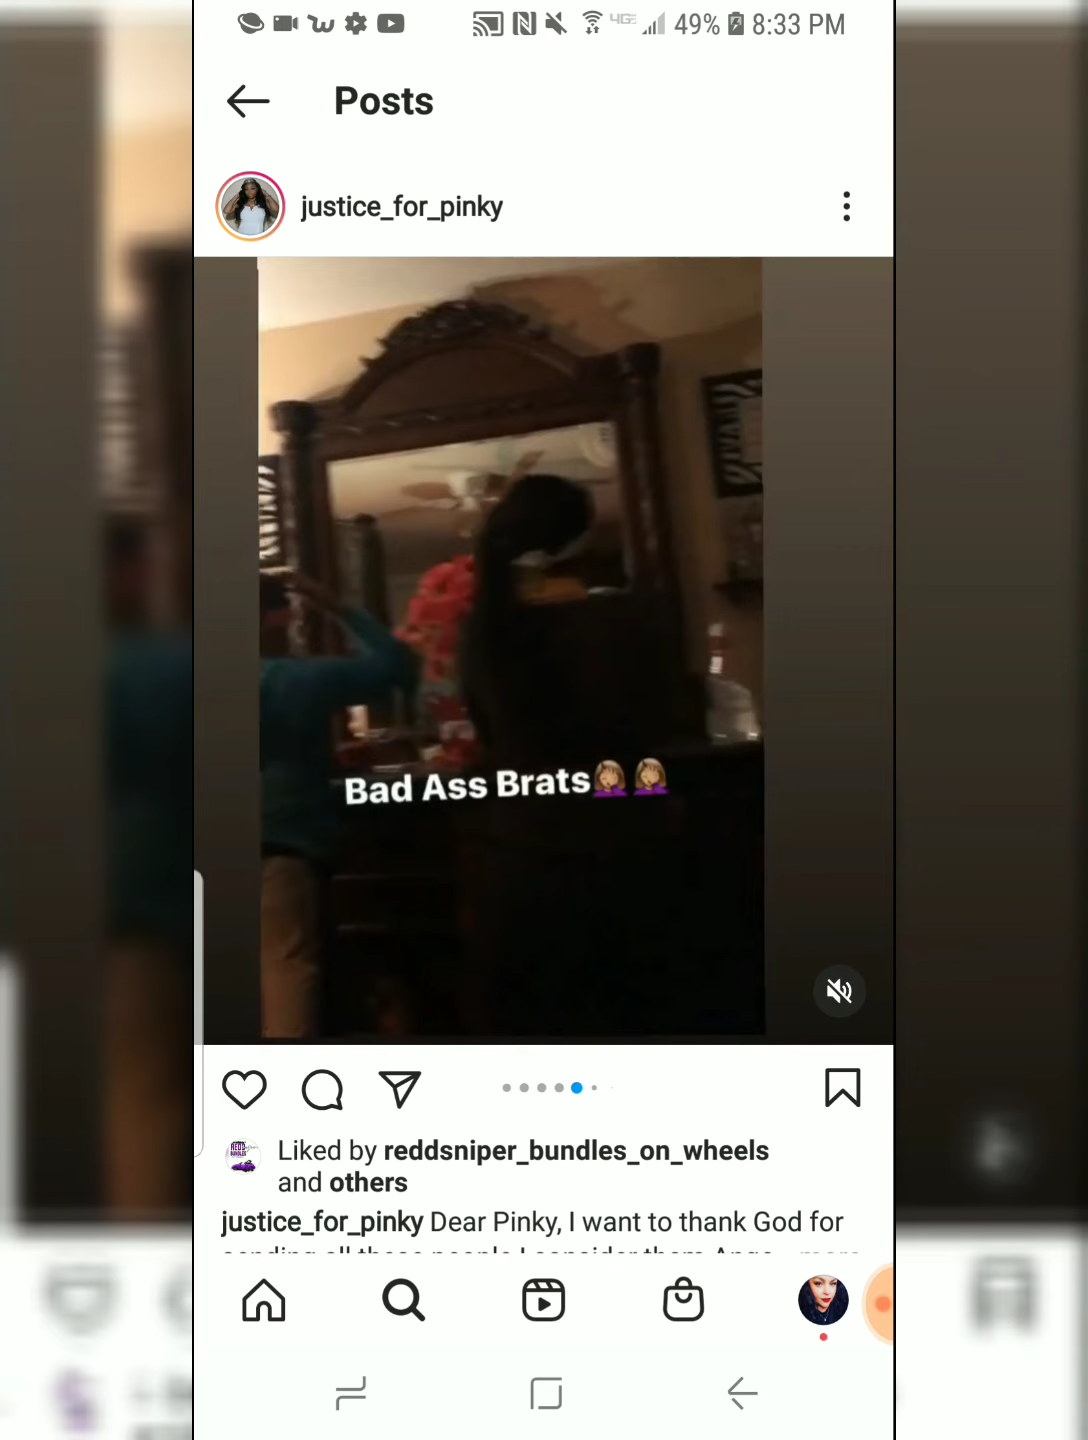 49% 8:33 PM
Posts
justice_for_pinky
Bad Ass Brats🤦🏽‍♀️🤦🏽‍♀️
Liked by reddsniper_bundles_on_wheels
and others
justice_for_pinky Dear Pinky, I want to thank God for